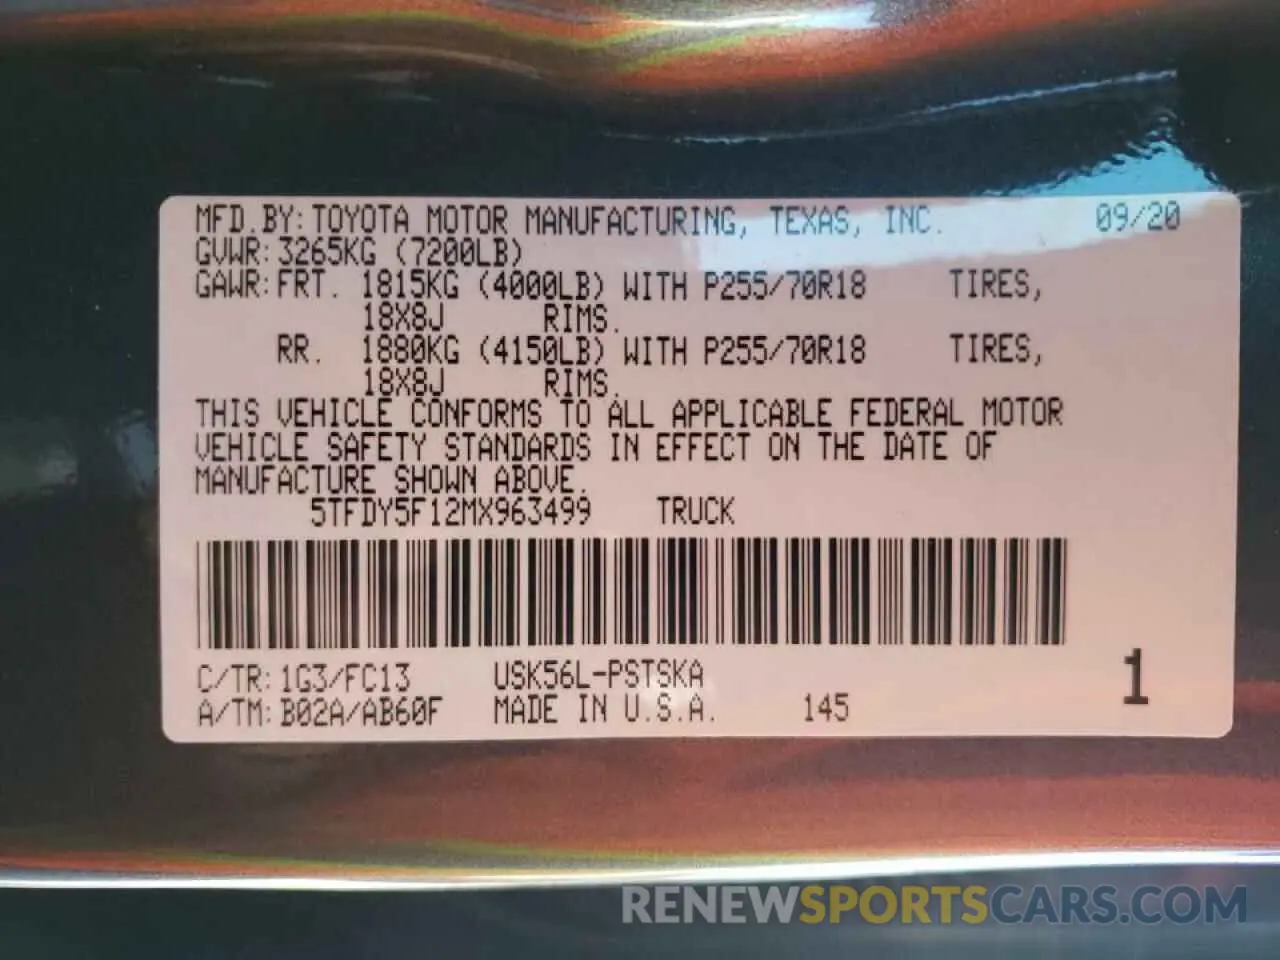 MFD.BY: TOYOTA MOTOR MANUFACTURING, TEXAS, INC. 09/20
GVWR: 3265KG (7200LB)
GAWR: FRT. 1815KG (4000LB) WITH P255/70R18 TIRES,
18X8J RIMS.
RR. 1880KG (4150LB) WITH P255/70R18 TIRES,
18X8J RIMS.
THIS VEHICLE CONFORMS TO ALL APPLICABLE FEDERAL MOTOR
VEHICLE SAFETY STANDARDS IN EFFECT ON THE DATE OF
MANUFACTURE SHOWN ABOVE.
5TFDY5F12MX963499 TRUCK
C/TR: 1G3/FC13 USK56L-PSTSKA
A/TM: B02A/AB60F MADE IN U.S.A. 145
1
RENEWSPORTSCARS.COM